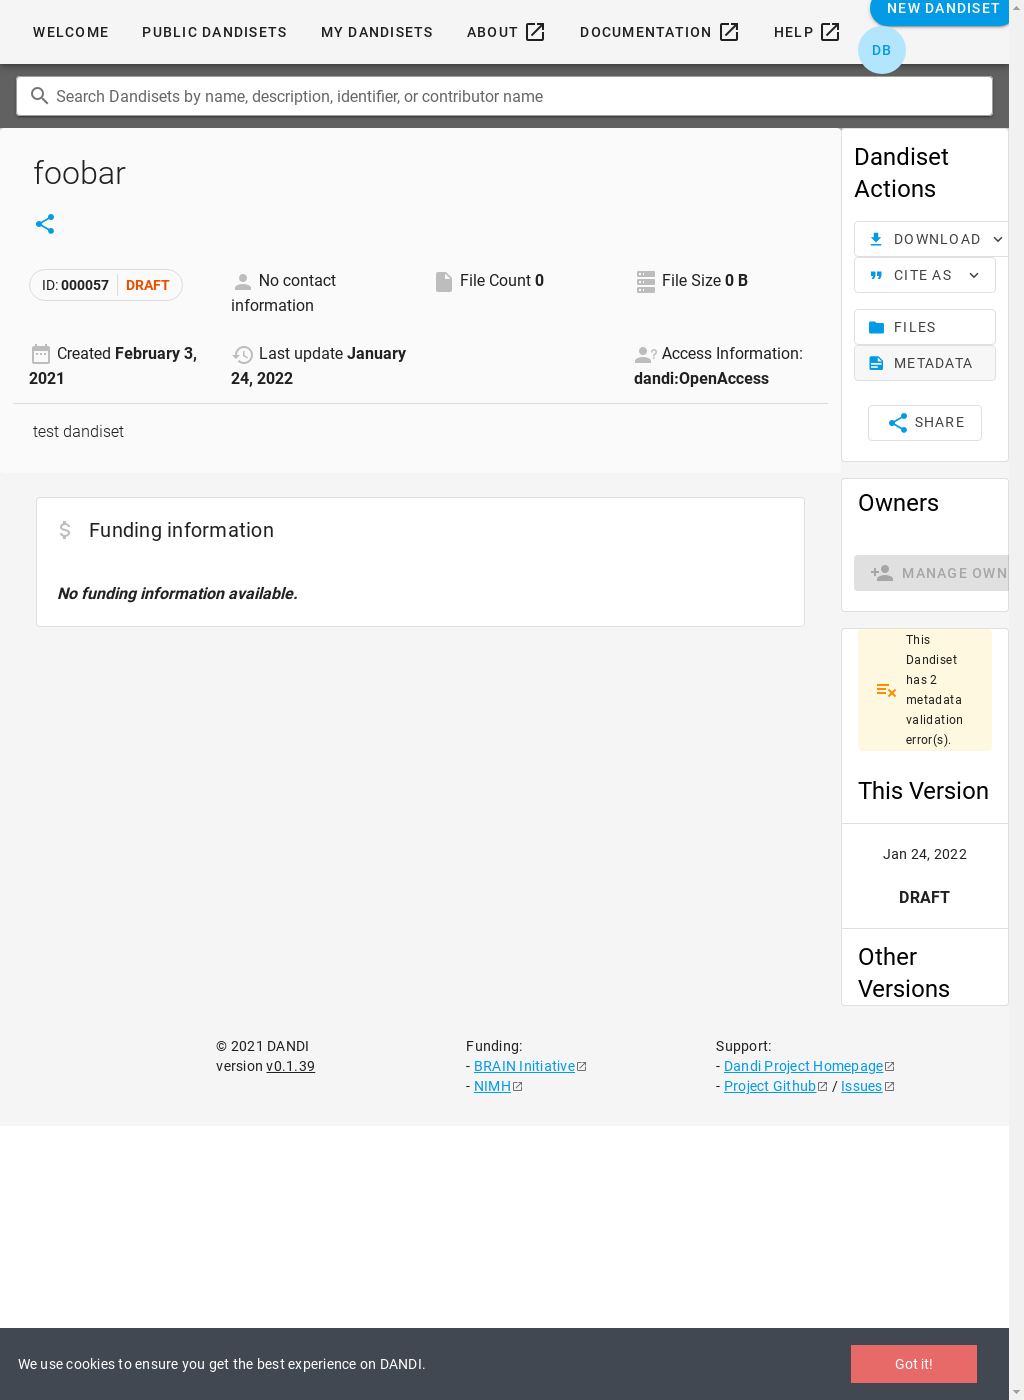 WELCOME
PUBLIC DANDISETS
MY DANDISETS
ABOUT
DOCUMENTATION
HELP
NEW DANDISET
DB
Search Dandisets by name, description, identifier, or contributor name
foobar
ID: 000057 DRAFT
No contact
information
File Count 0
File Size 0 B
Created February 3,
2021
Last update January
24, 2022
Access Information:
dandi:OpenAccess
test dandiset
Funding information
No funding information available.
Dandiset
Actions
DOWNLOAD
CITE AS
FILES
METADATA
SHARE
Owners
MANAGE OWN
This
Dandiset
has 2
metadata
validation
error(s).
This Version
Jan 24, 2022
DRAFT
Other
Versions
© 2021 DANDI
version v0.1.39
Funding:
- BRAIN Initiative
- NIMH
Support:
- Dandi Project Homepage
- Project Github / Issues
We use cookies to ensure you get the best experience on DANDI.
Got it!